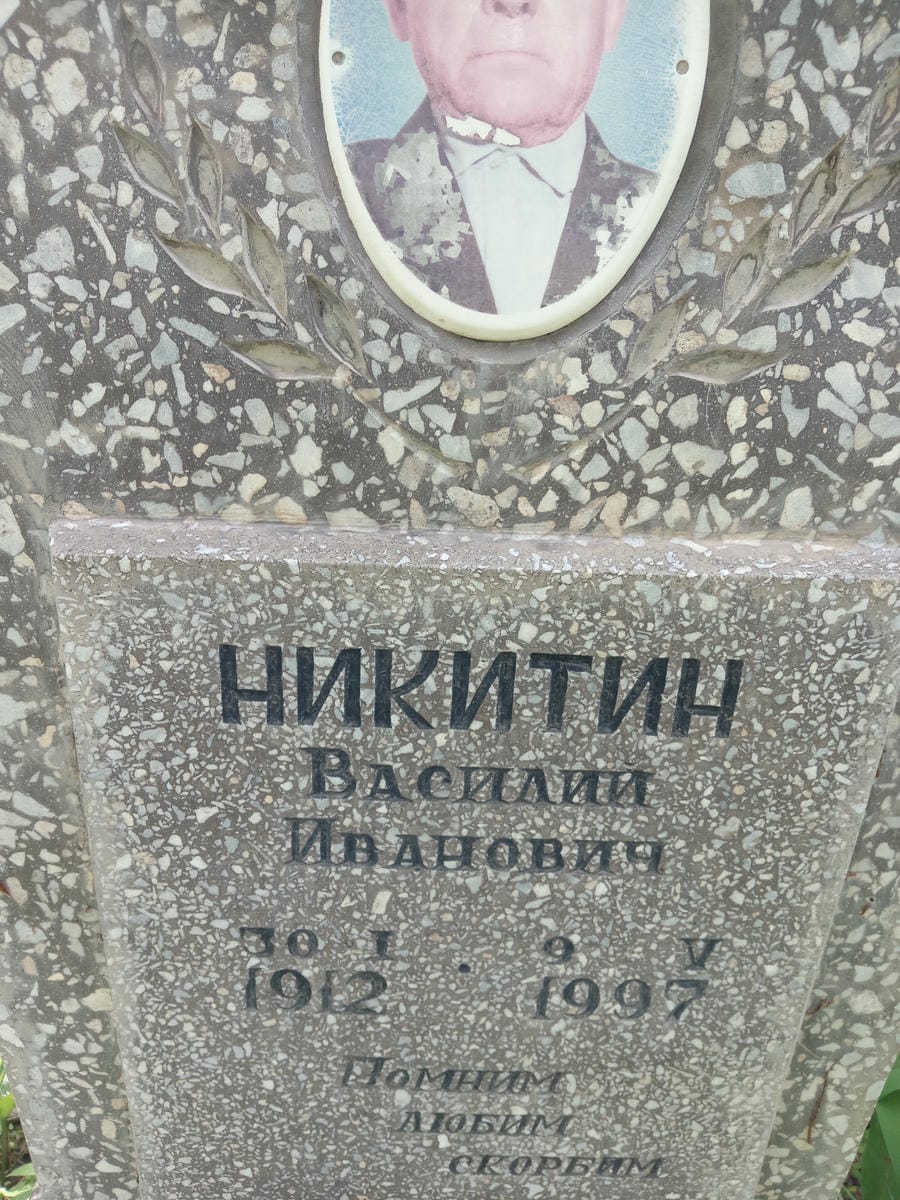 НИКИТИН
Василий
Иванович
30 I · 9 V
1912 1997
Помним
любим
скорбим